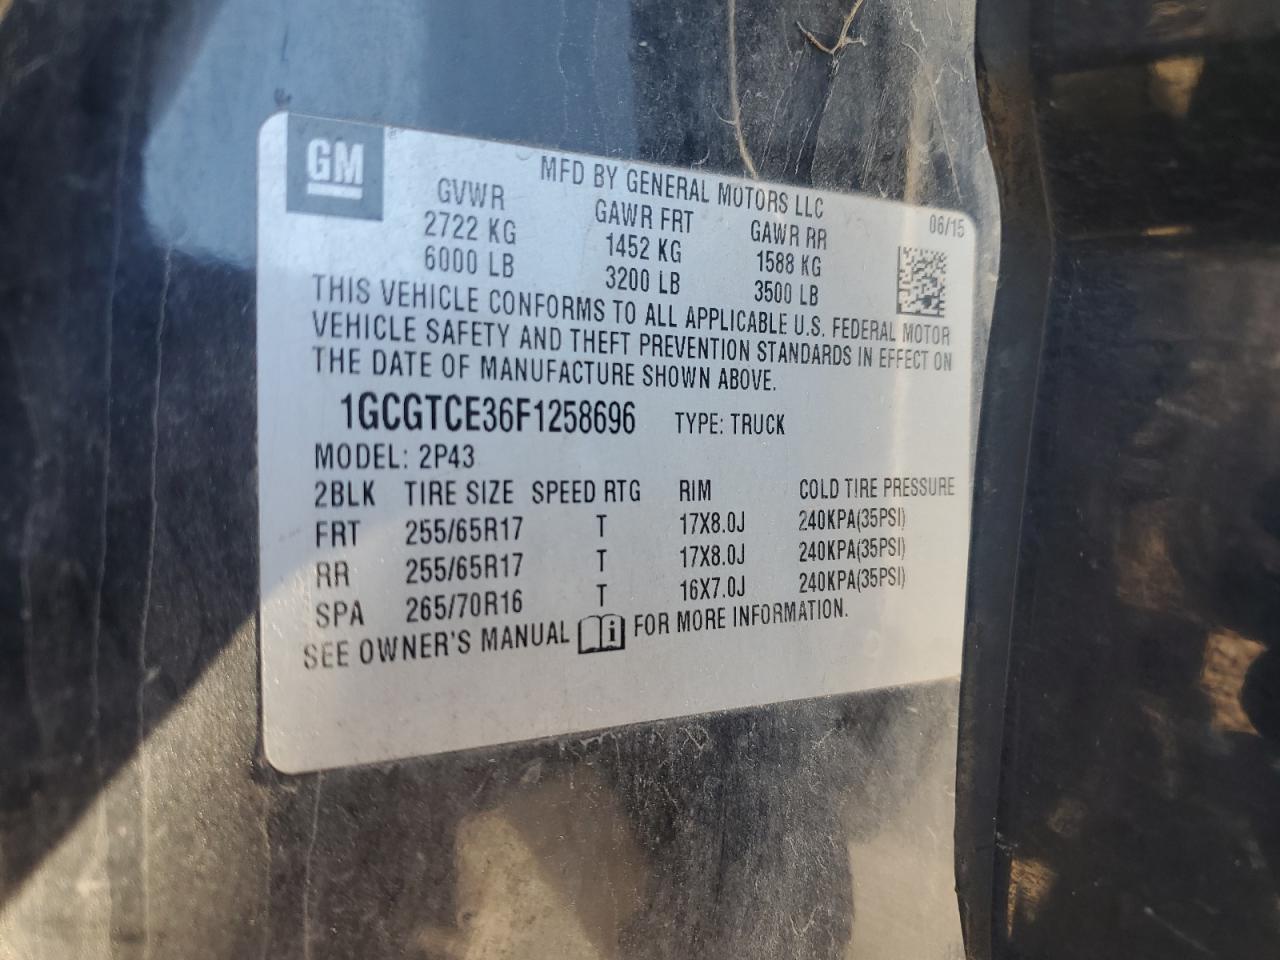 GM
MFD BY GENERAL MOTORS LLC
GVWR GAWR FRT GAWR RR 06/15
2722 KG 1452 KG 1588 KG
6000 LB 3200 LB 3500 LB
THIS VEHICLE CONFORMS TO ALL APPLICABLE U.S. FEDERAL MOTOR
VEHICLE SAFETY AND THEFT PREVENTION STANDARDS IN EFFECT ON
THE DATE OF MANUFACTURE SHOWN ABOVE.
1GCGTCE36F1258696 TYPE: TRUCK
MODEL: 2P43
2BLK TIRE SIZE SPEED RTG RIM COLD TIRE PRESSURE
FRT 255/65R17 T 17X8.0J 240KPA(35PSI)
RR 255/65R17 T 17X8.0J 240KPA(35PSI)
SPA 265/70R16 T 16X7.0J 240KPA(35PSI)
SEE OWNER'S MANUAL i FOR MORE INFORMATION.